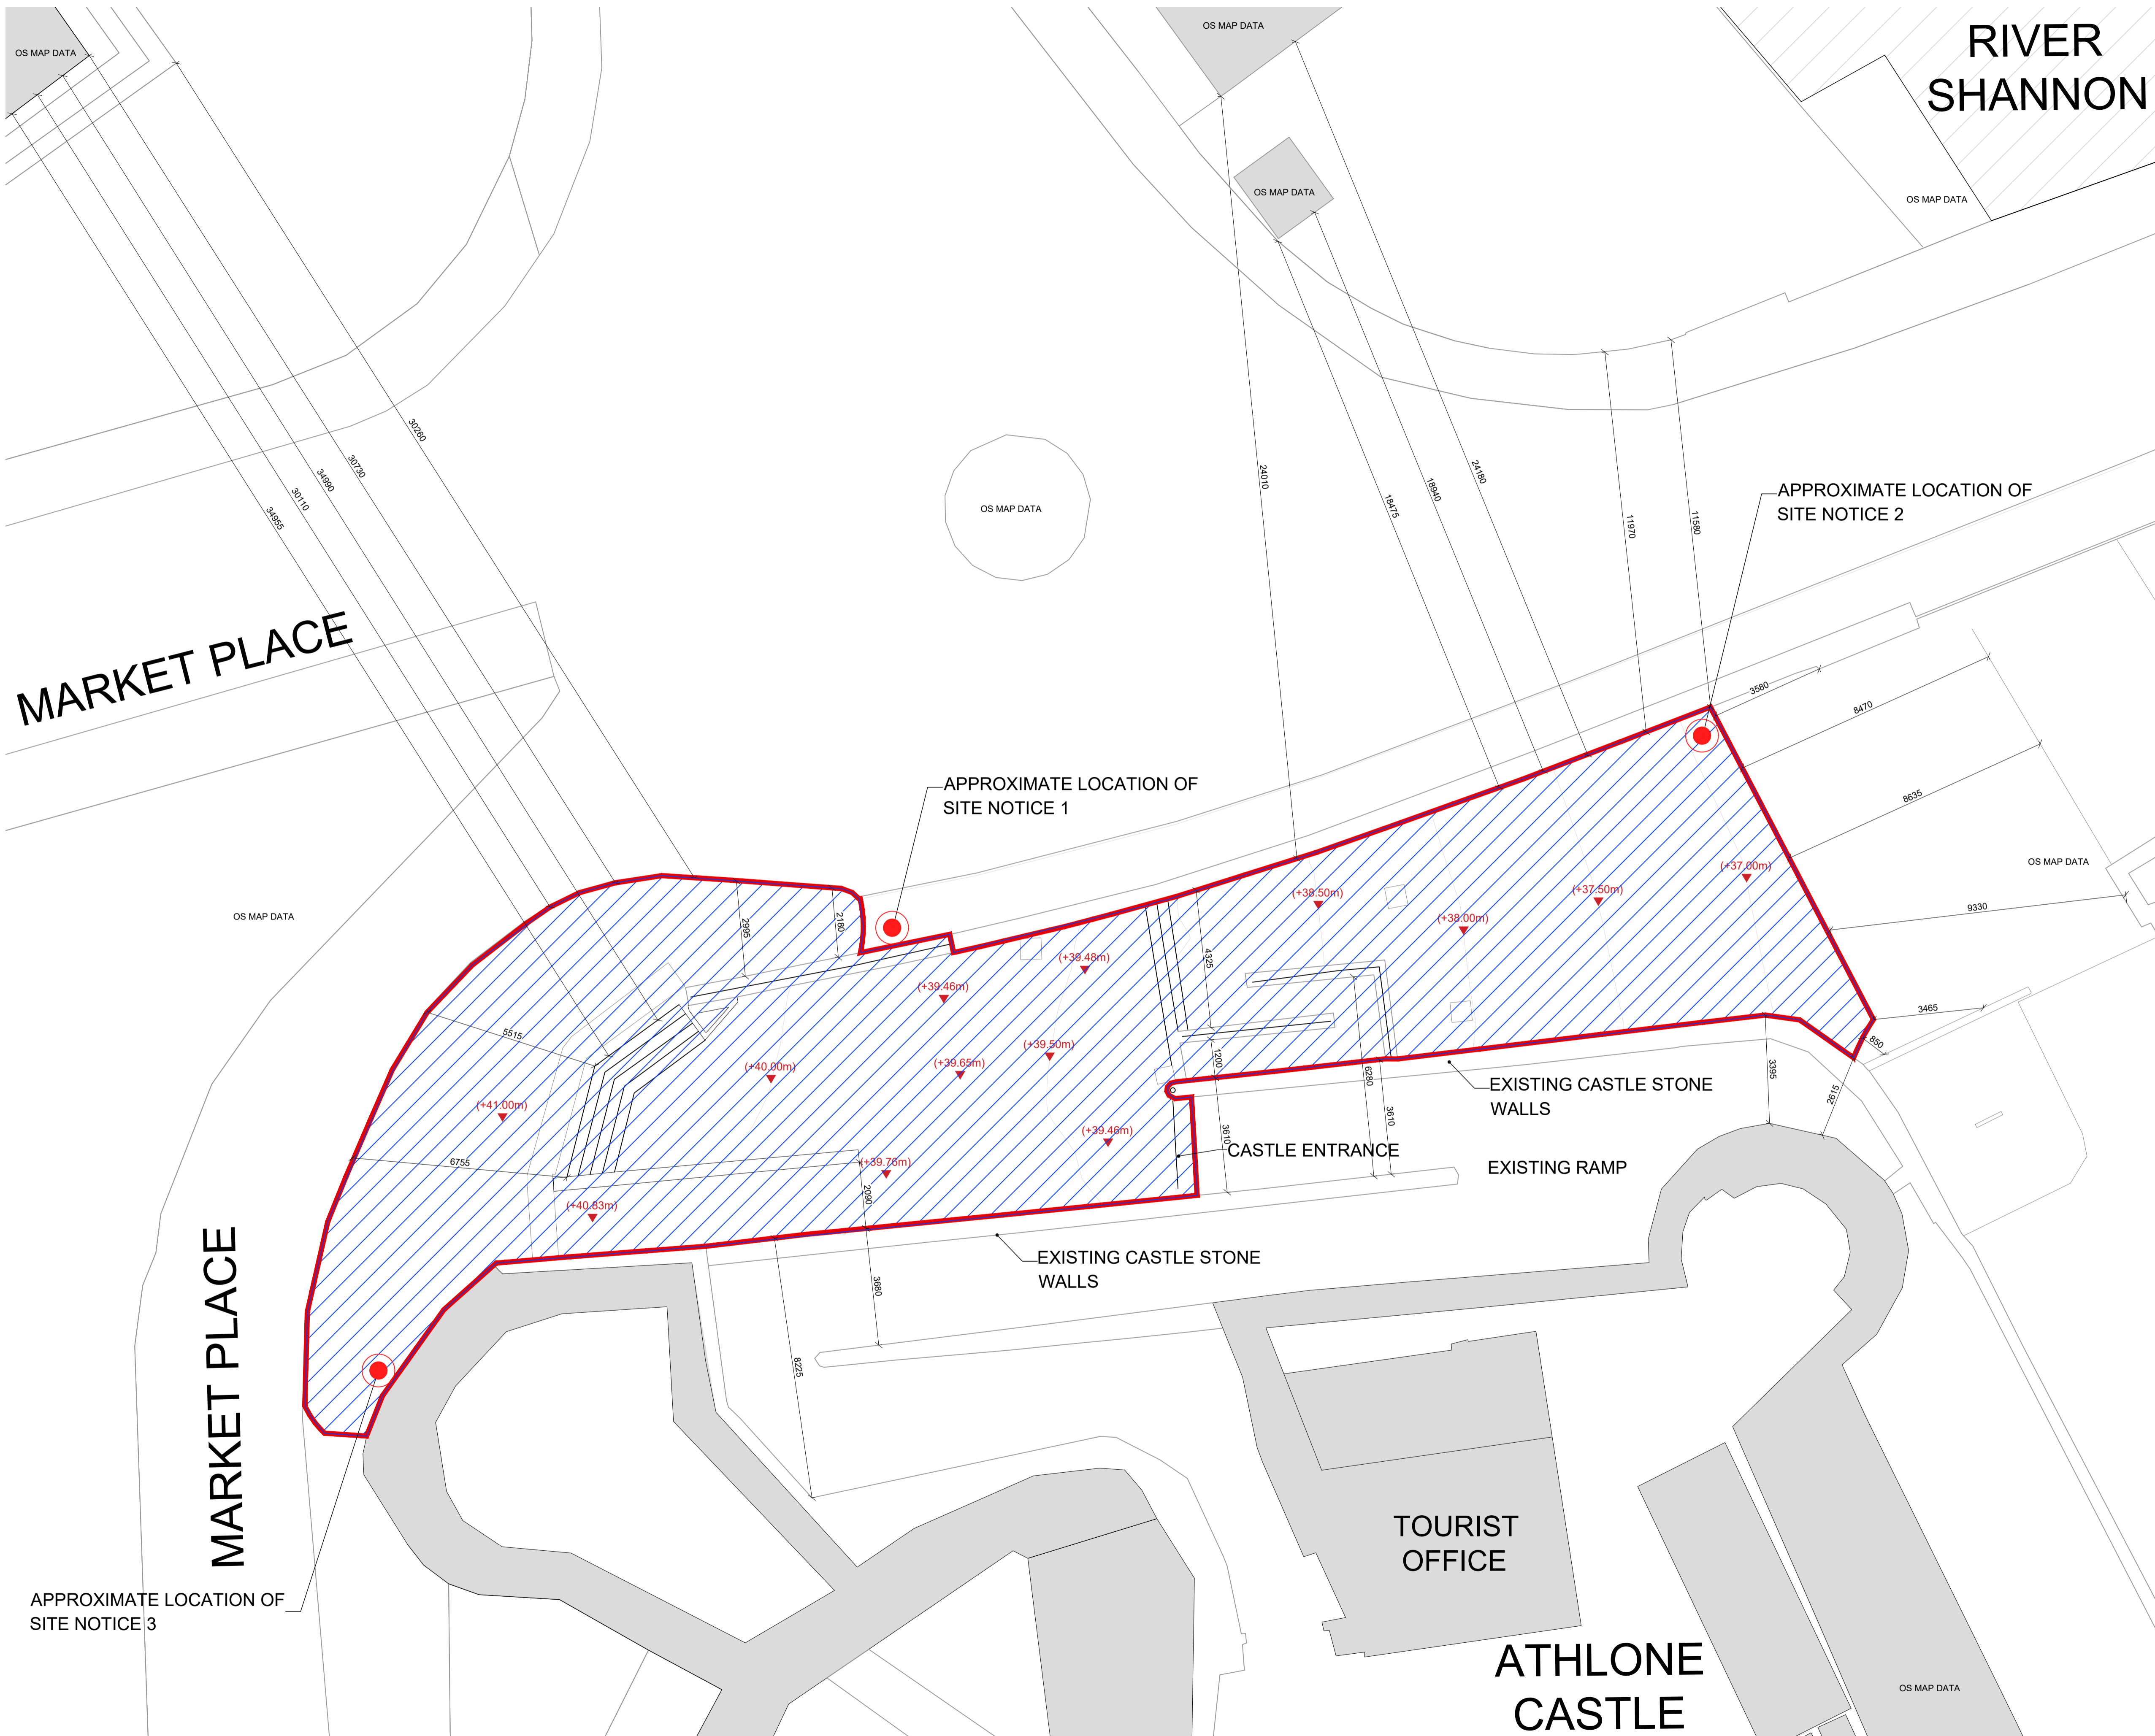 OS MAP DATA
OS MAP DATA
RIVER
SHANNON
OS MAP DATA
OS MAP DATA
30260
30730
34990
30110
34955
24010
18475
18940
24180
11970
11580
OS MAP DATA
APPROXIMATE LOCATION OF
SITE NOTICE 2
MARKET PLACE
3580
8470
8635
APPROXIMATE LOCATION OF
SITE NOTICE 1
OS MAP DATA
OS MAP DATA
(+37.00m)
(+37.50m)
(+38.50m)
(+38.00m)
9330
2995
2180
4325
(+39.48m)
(+39.46m)
3465
850
5515
(+39.50m)
(+39.65m)
(+40.00m)
1200
6280
3395
2615
EXISTING CASTLE STONE
WALLS
(+41.00m)
3610
3610
(+39.46m)
CASTLE ENTRANCE
EXISTING RAMP
6755
(+39.76m)
2090
(+40.83m)
EXISTING CASTLE STONE
WALLS
3680
8225
MARKET PLACE
TOURIST
OFFICE
APPROXIMATE LOCATION OF
SITE NOTICE 3
ATHLONE
CASTLE
OS MAP DATA